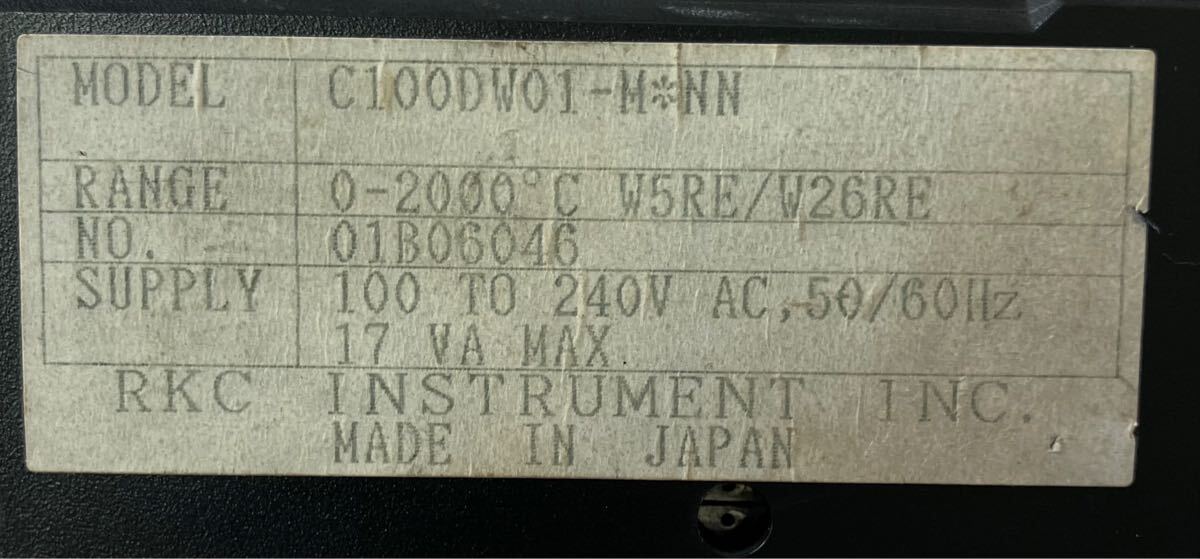 MODEL C100DW01-M*NN
RANGE 0-2000°C W5RE/W26RE
NO. 01B06046
SUPPLY 100 TO 240V AC, 50/60Hz
17 VA MAX
RKC INSTRUMENT INC.
MADE IN JAPAN